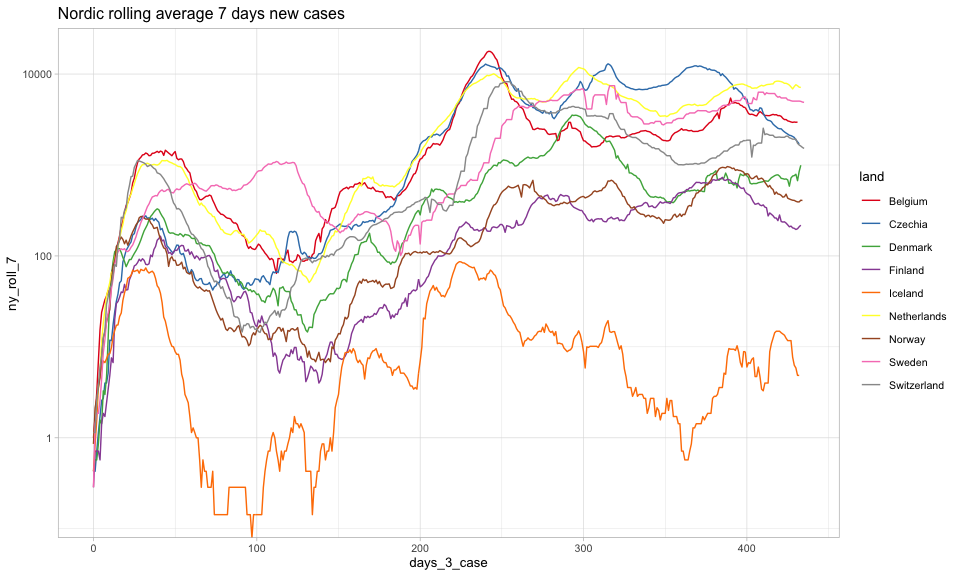 Nordic rolling average 7 days new cases
10000
100
1
ny_roll_7
0
100
200
300
400
days_3_case
land
Belgium
Czechia
Denmark
Finland
Iceland
Netherlands
Norway
Sweden
Switzerland